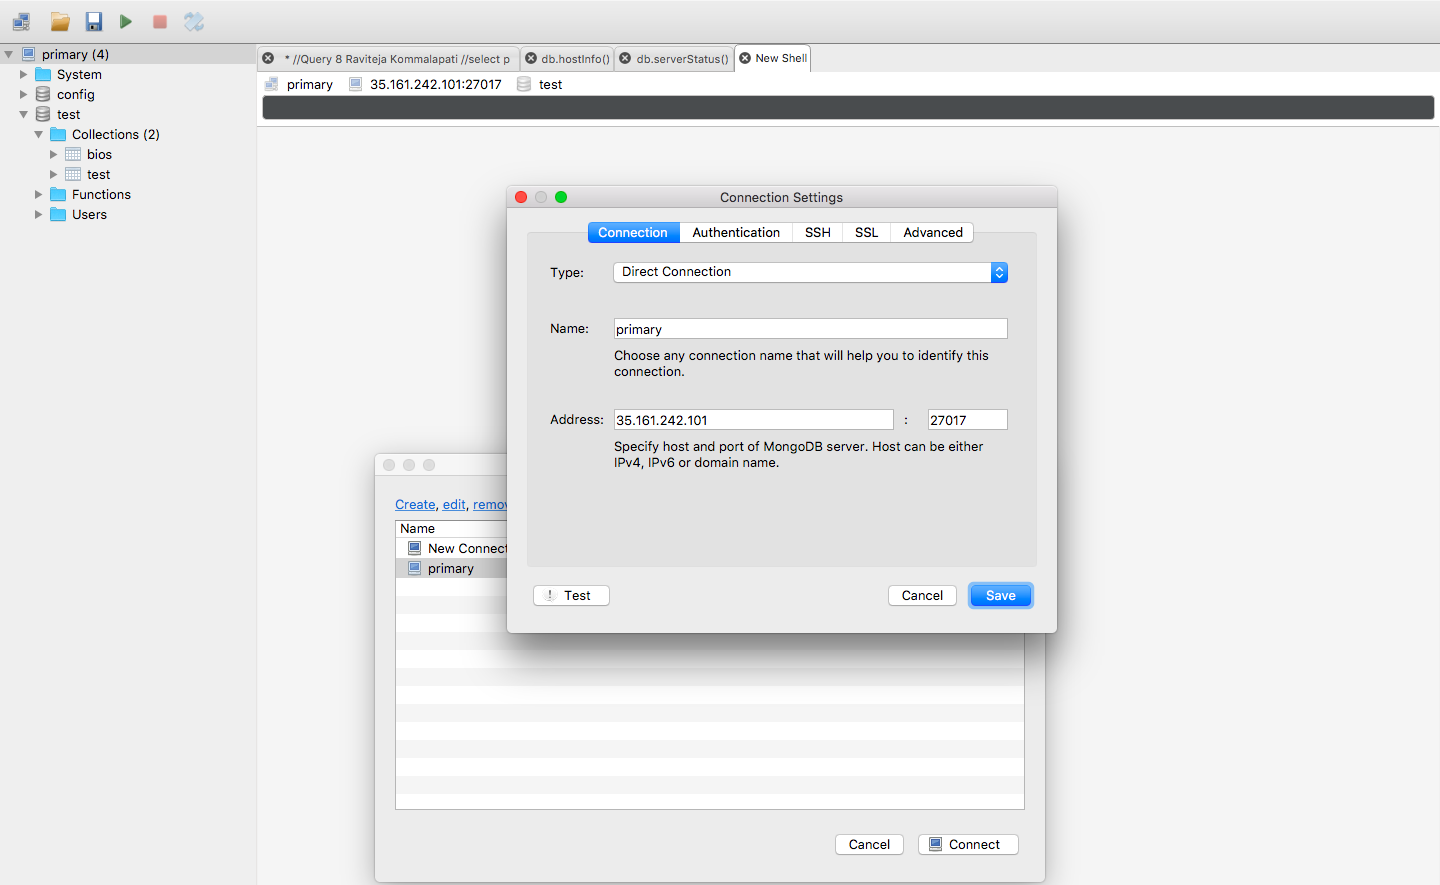 primary (4)
System
config
test
Collections (2)
bios
test
Functions
Users
* //Query 8 Raviteja Kommalapati //select p
db.hostInfo()
db.serverStatus()
New Shell
primary 35.161.242.101:27017 test
Connection Settings
Connection Authentication SSH SSL Advanced
Type: Direct Connection
Name: primary
Choose any connection name that will help you to identify this
connection.
Address: 35.161.242.101 : 27017
Specify host and port of MongoDB server. Host can be either
IPv4, IPv6 or domain name.
! Test Cancel Save
Create, edit, remov
Name
New Connect
primary
Cancel Connect